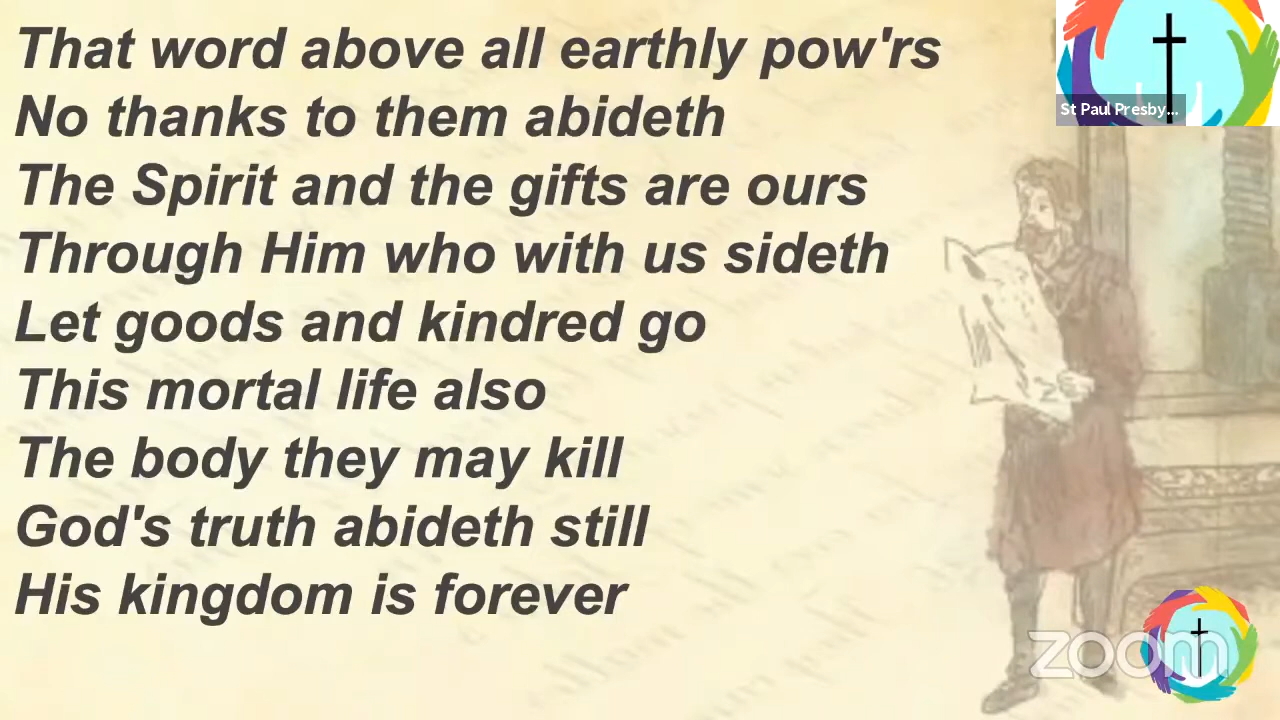 That word above all earthly pow'rs
No thanks to them abideth
The Spirit and the gifts are ours
Through Him who with us sideth
Let goods and kindred go
This mortal life also
The body they may kill
God's truth abideth still
His kingdom is forever
St Paul Presby...
zoom